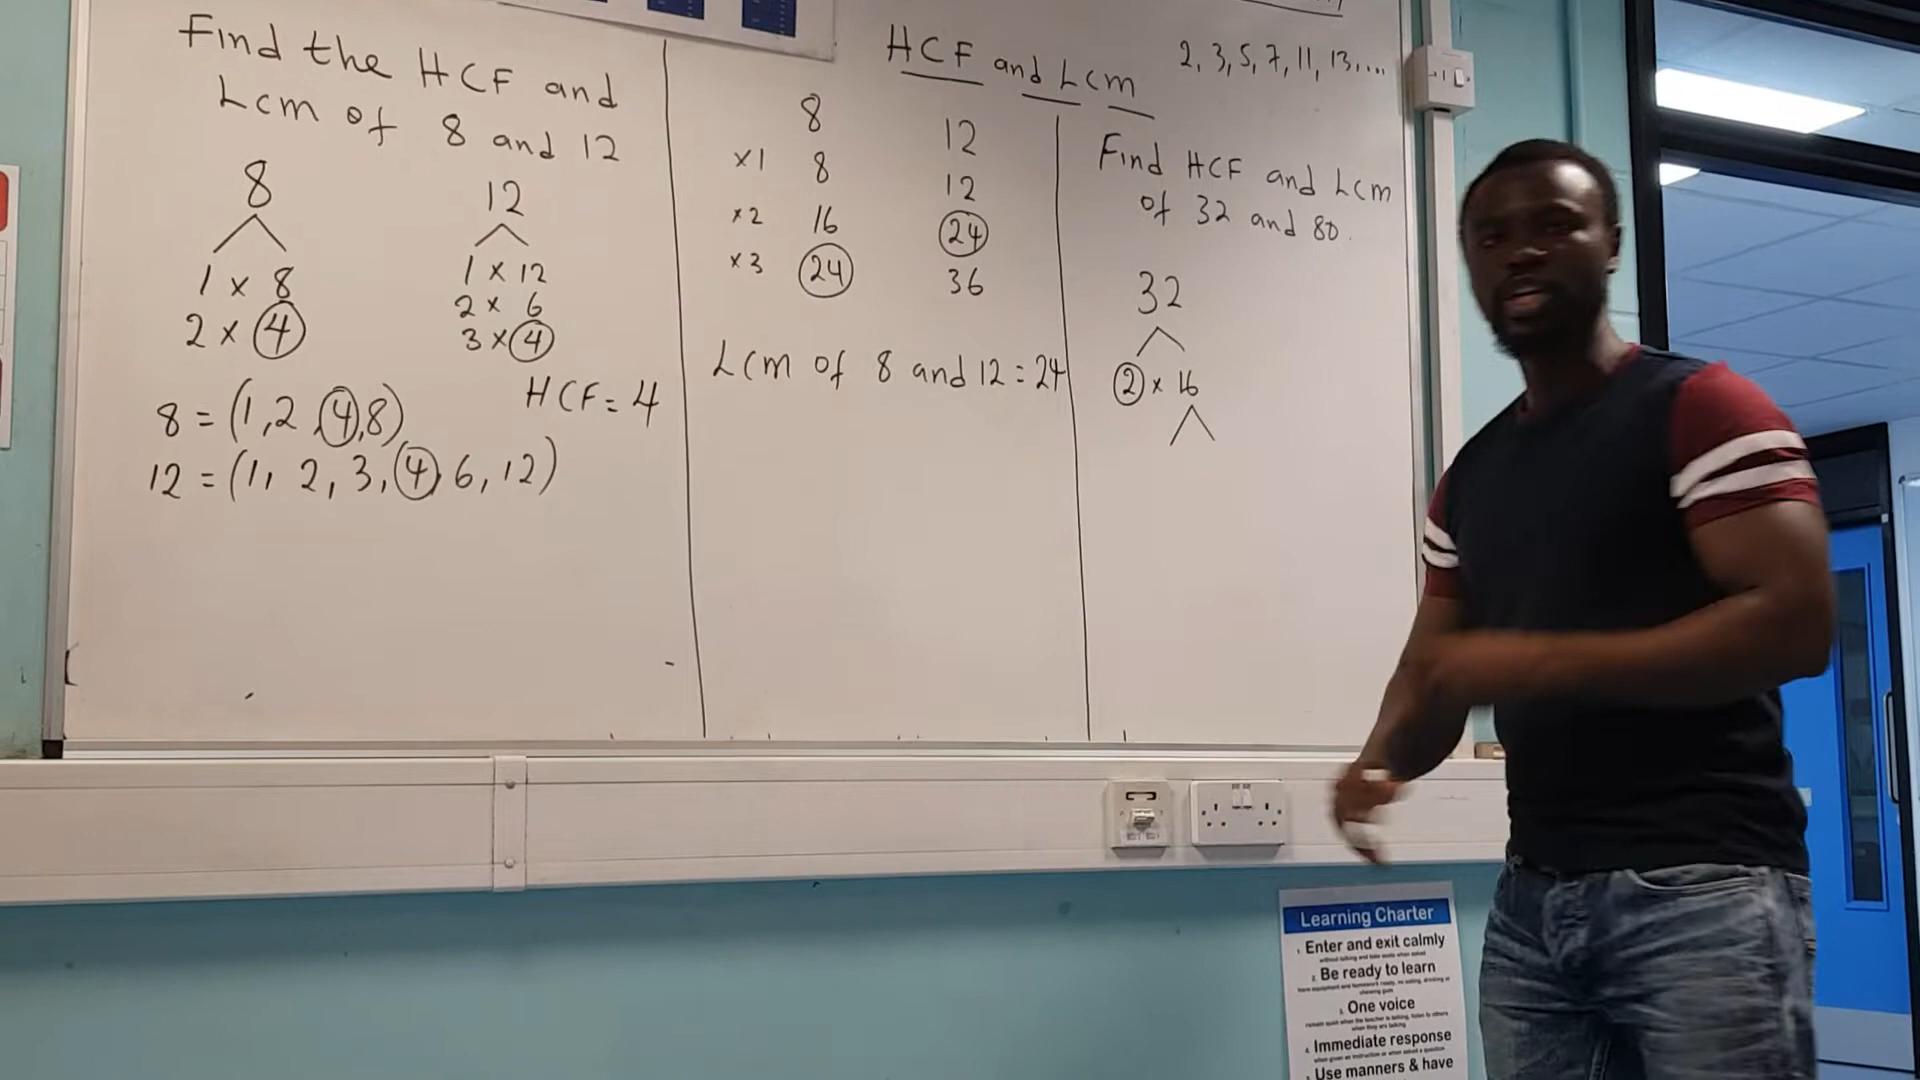 Find the HCF and
Lcm of 8 and 12
8 12
1 × 8 1 × 12
2 × 4 2 × 6
3 × 4
8 = (1, 2, 4, 8) HCF = 4
12 = (1, 2, 3, 4, 6, 12)
HCF and Lcm
8 12
×1 8 12
×2 16 24
×3 24 36
Lcm of 8 and 12 = 24
2, 3, 5, 7, 11, 13, ....
Find HCF and Lcm
of 32 and 80.
32
2 × 16
Learning Charter
1. Enter and exit calmly
2. Be ready to learn
3. One voice
4. Immediate response
Use manners & have